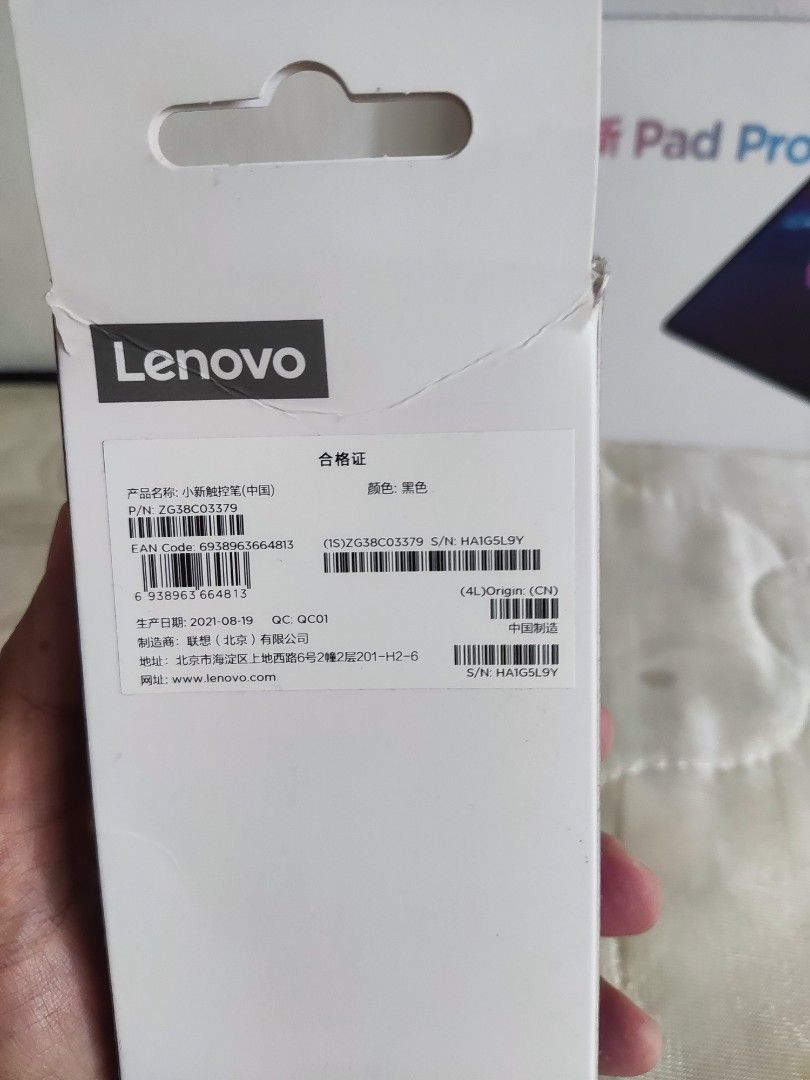 新 Pad Pro
Lenovo
合格证
产品名称: 小新触控笔(中国)
颜色: 黑色
P/N: ZG38C03379
EAN Code: 6938963664813
(1S)ZG38C03379 S/N: HA1G5L9Y
6 938963 664813
(4L)Origin: (CN)
中国制造
生产日期: 2021-08-19 QC: QC01
制造商: 联想（北京）有限公司
地址: 北京市海淀区上地西路6号2幢2层201-H2-6
网址: www.lenovo.com
S/N: HA1G5L9Y